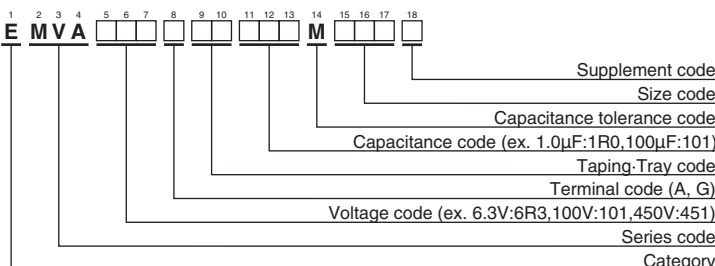 1 2 3 4 5 6 7 8 9 10 11 12 13 14 15 16 17 18
E MVA M
Supplement code
Size code
Capacitance tolerance code
Capacitance code (ex. 1.0μF:1R0,100μF:101)
Taping·Tray code
Terminal code (A, G)
Voltage code (ex. 6.3V:6R3,100V:101,450V:451)
Series code
Category